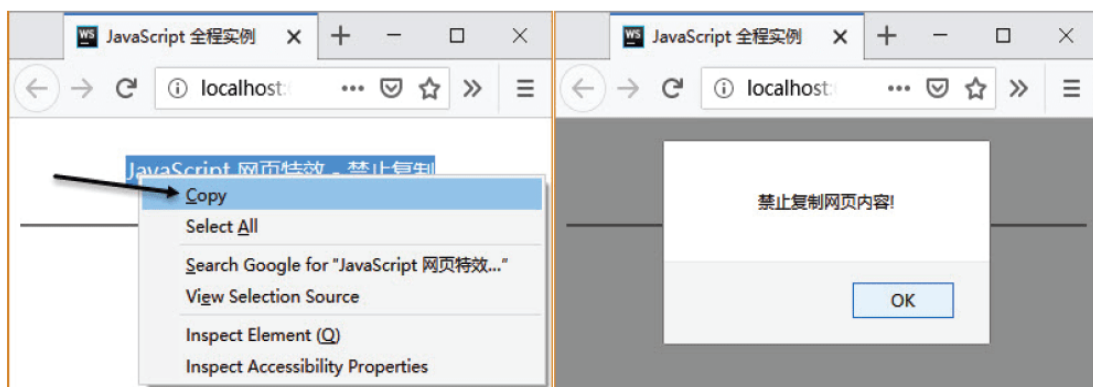 WS JavaScript 全程实例
localhost:
JavaScript 网页特效 - 禁止复制
Copy
Select All
Search Google for "JavaScript 网页特效..."
View Selection Source
Inspect Element (Q)
Inspect Accessibility Properties
WS JavaScript 全程实例
localhost:
禁止复制网页内容!
OK